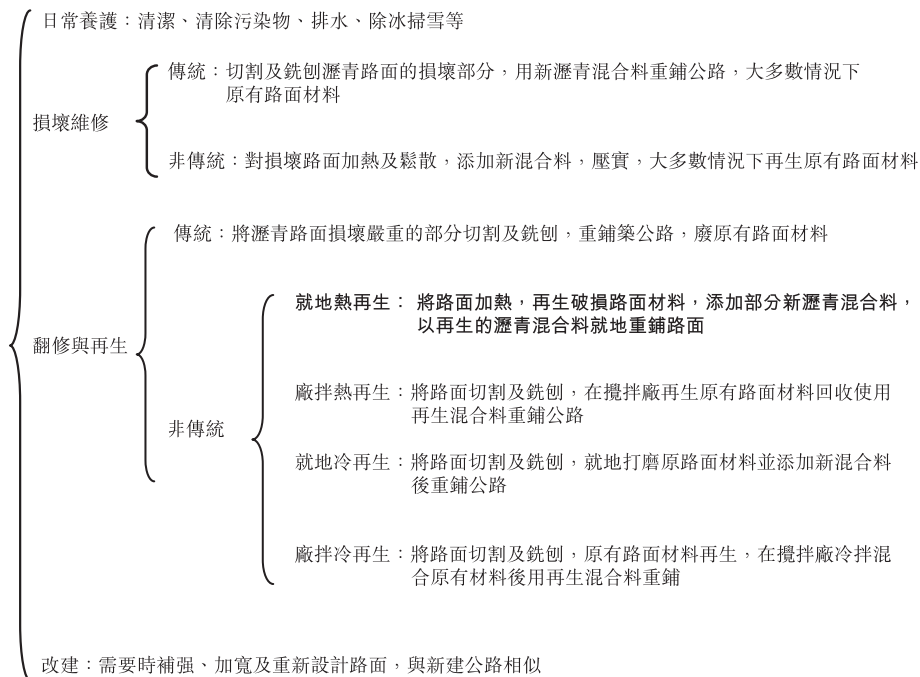 日常養護：清潔、清除污染物、排水、除冰掃雪等
傳統：切割及銑刨瀝青路面的損壞部分，用新瀝青混合料重鋪公路，大多數情況下
原有路面材料
損壞維修
非傳統：對損壞路面加熱及鬆散，添加新混合料，壓實，大多數情況下再生原有路面材料
傳統：將瀝青路面損壞嚴重的部分切割及銑刨，重鋪築公路，廢原有路面材料
就地熱再生： 將路面加熱，再生破損路面材料，添加部分新瀝青混合料，
以再生的瀝青混合料就地重鋪路面
翻修與再生
廠拌熱再生：將路面切割及銑刨，在攪拌廠再生原有路面材料回收使用
再生混合料重鋪公路
非傳統
就地冷再生：將路面切割及銑刨，就地打磨原路面材料並添加新混合料
後重鋪公路
廠拌冷再生：將路面切割及銑刨，原有路面材料再生，在攪拌廠冷拌混
合原有材料後用再生混合料重鋪
改建：需要時補强、加寬及重新設計路面，與新建公路相似